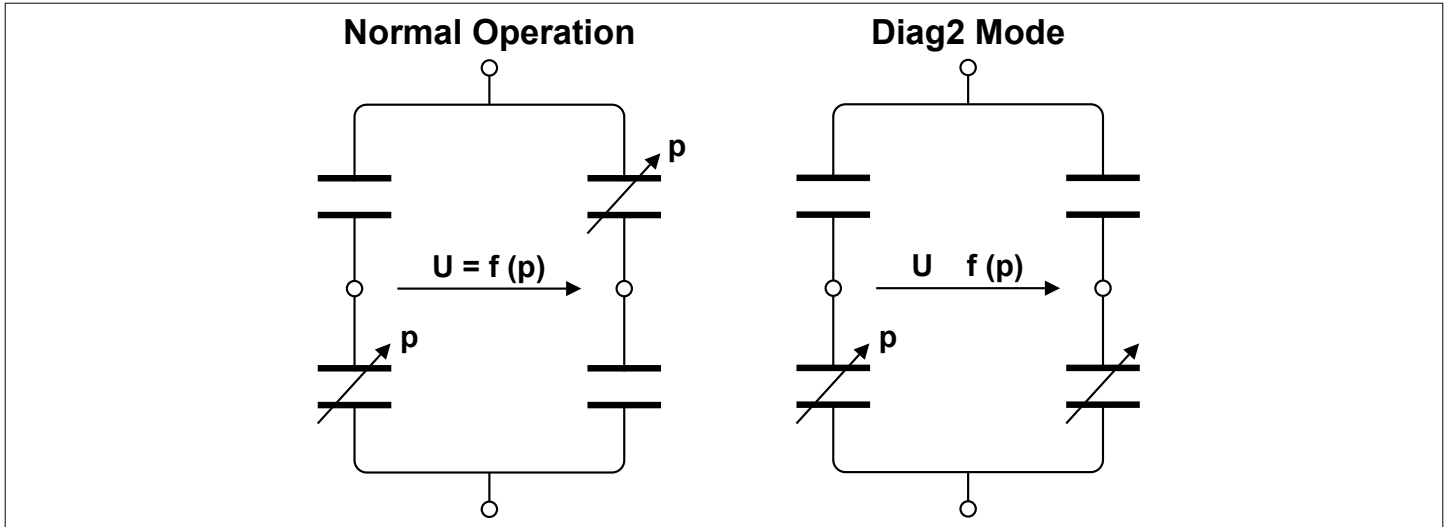 Normal Operation
Diag2 Mode
p
U = f (p)
U f (p)
p
p